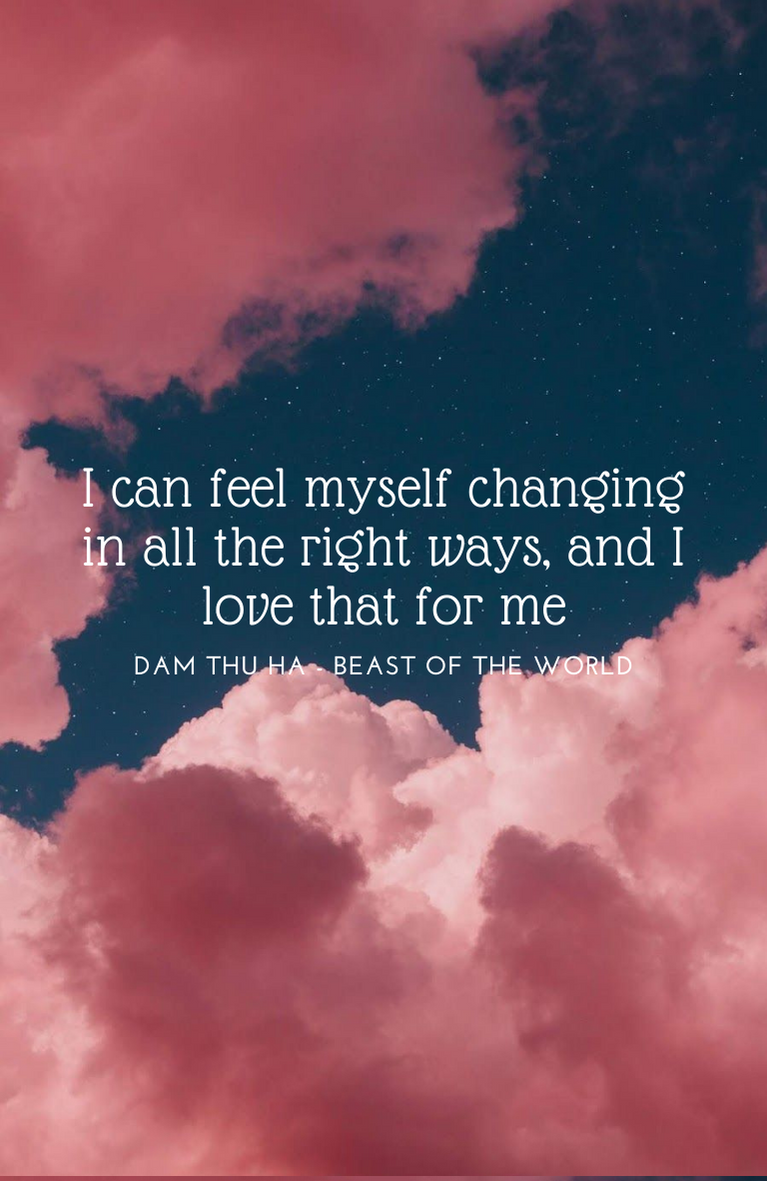 I can feel myself changing
in all the right ways, and I
love that for me
DAM THU HA - BEAST OF THE WORLD